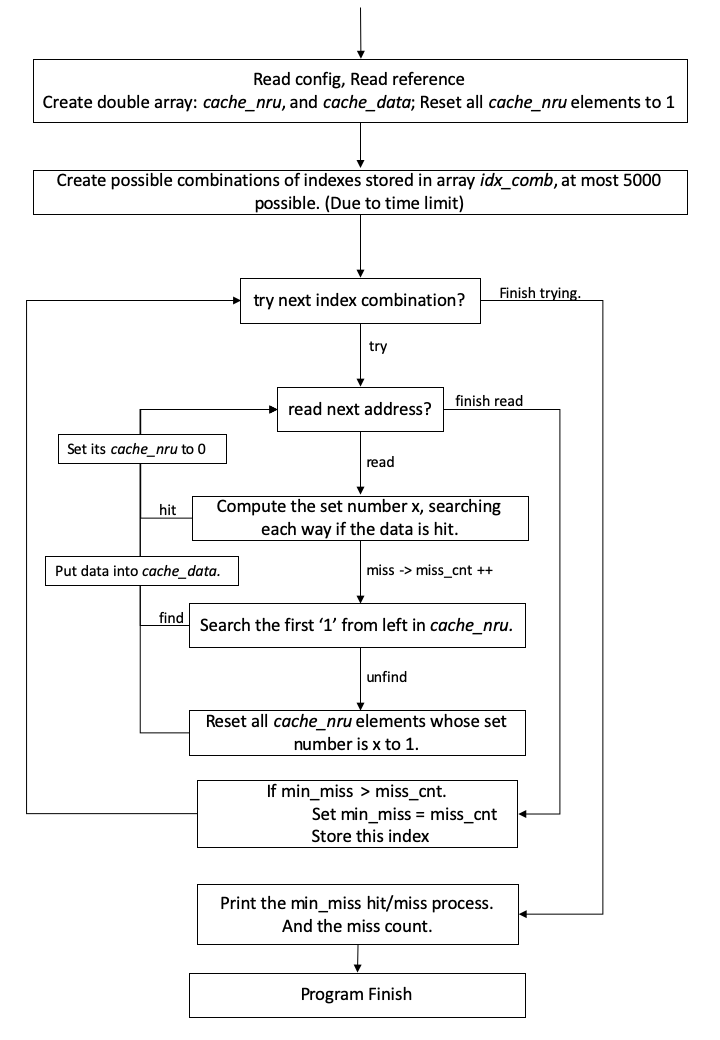 Read config, Read reference
Create double array: cache_nru, and cache_data; Reset all cache_nru elements to 1
Create possible combinations of indexes stored in array idx_comb, at most 5000
possible. (Due to time limit)
try next index combination?
Finish trying.
try
read next address?
finish read
Set its cache_nru to 0
read
hit
Compute the set number x, searching
each way if the data is hit.
Put data into cache_data.
miss -> miss_cnt ++
find
Search the first ‘1’ from left in cache_nru.
unfind
Reset all cache_nru elements whose set
number is x to 1.
If min_miss > miss_cnt.
Set min_miss = miss_cnt
Store this index
Print the min_miss hit/miss process.
And the miss count.
Program Finish